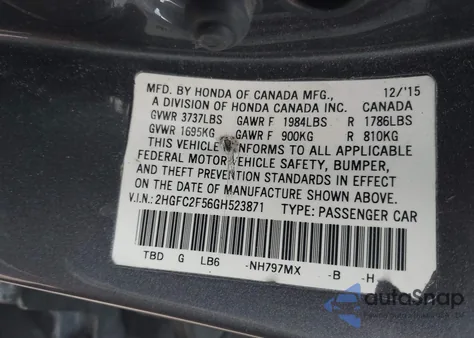 MFD. BY HONDA OF CANADA MFG., 12/'15
A DIVISION OF HONDA CANADA INC. CANADA
GVWR 3737LBS GAWR F 1984LBS R 1786LBS
GVWR 1695KG GAWR F 900KG R 810KG
THIS VEHICLE CONFORMS TO ALL APPLICABLE
FEDERAL MOTOR VEHICLE SAFETY, BUMPER,
AND THEFT PREVENTION STANDARDS IN EFFECT
ON THE DATE OF MANUFACTURE SHOWN ABOVE.
V.I.N.: 2HGFC2F56GH523871 TYPE: PASSENGER CAR
TBD G LB6 -NH797MX -B -H
autoSnap